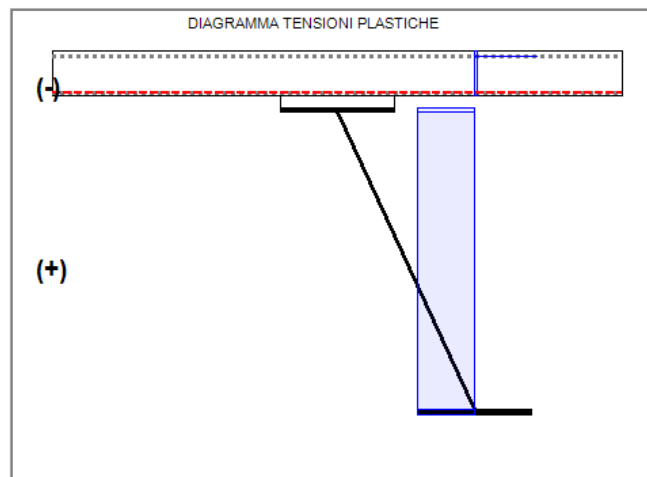 DIAGRAMMA TENSIONI PLASTICHE
(-)
(+)